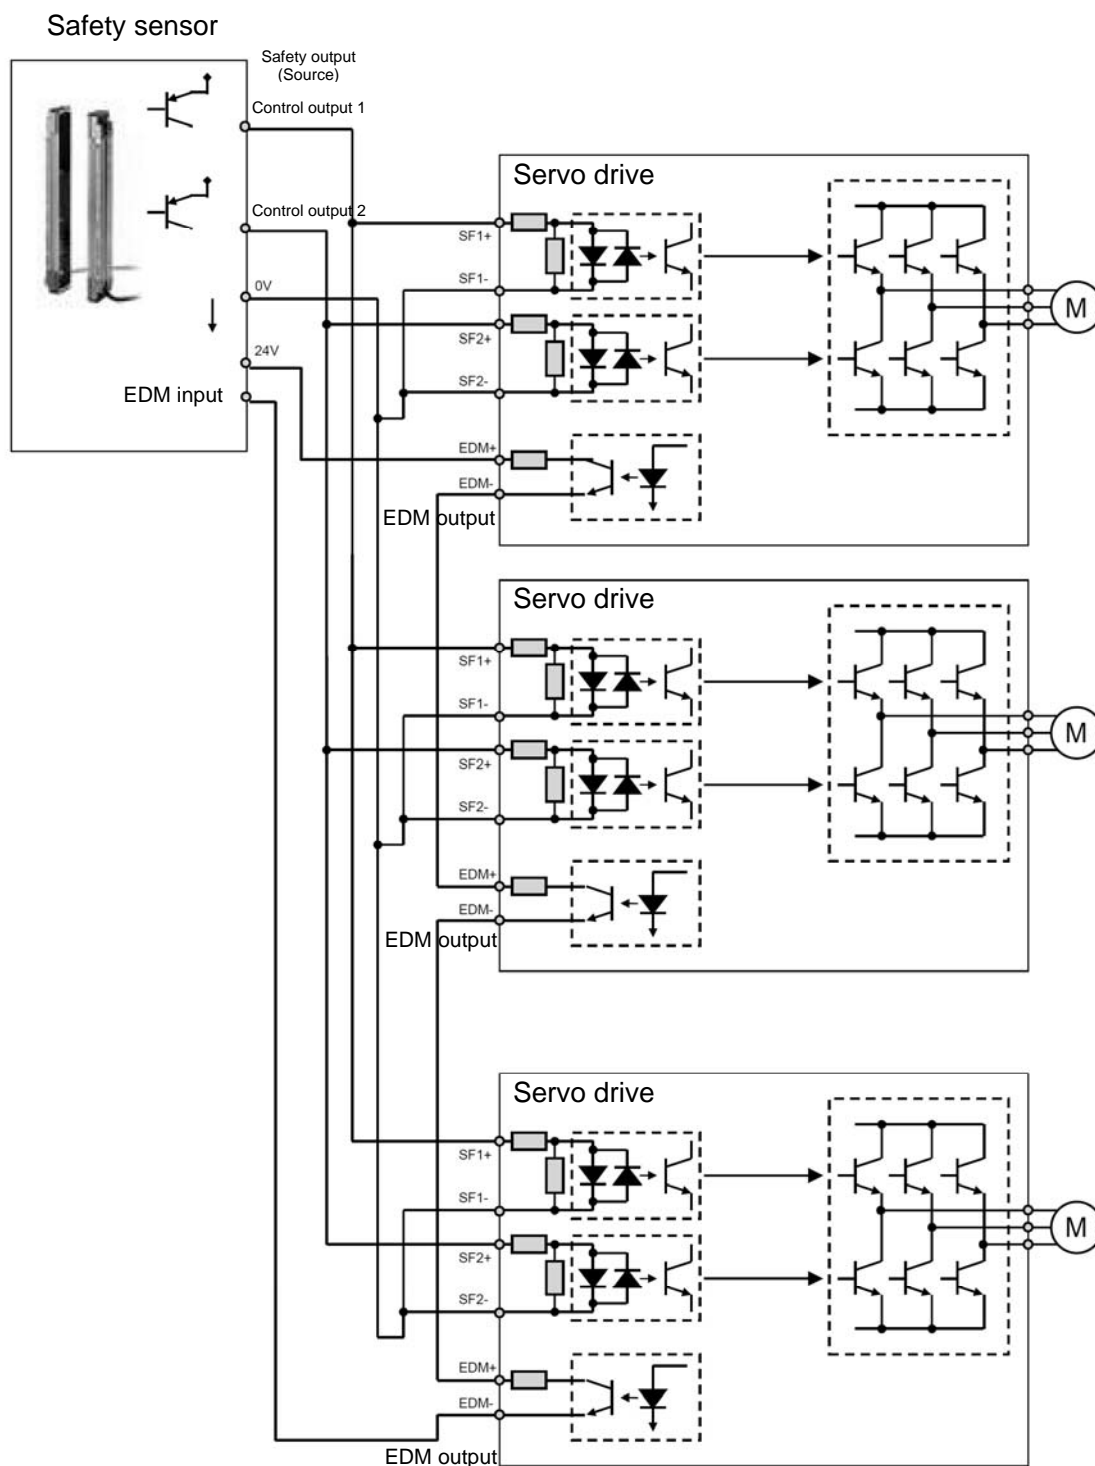 Safety sensor
Safety output
(Source)
Control output 1
Control output 2
0V
24V
EDM input
Servo drive
SF1+
SF1-
SF2+
SF2-
EDM+
EDM-
EDM output
M
Servo drive
SF1+
SF1-
SF2+
SF2-
EDM+
EDM-
EDM output
M
Servo drive
SF1+
SF1-
SF2+
SF2-
EDM+
EDM-
EDM output
M